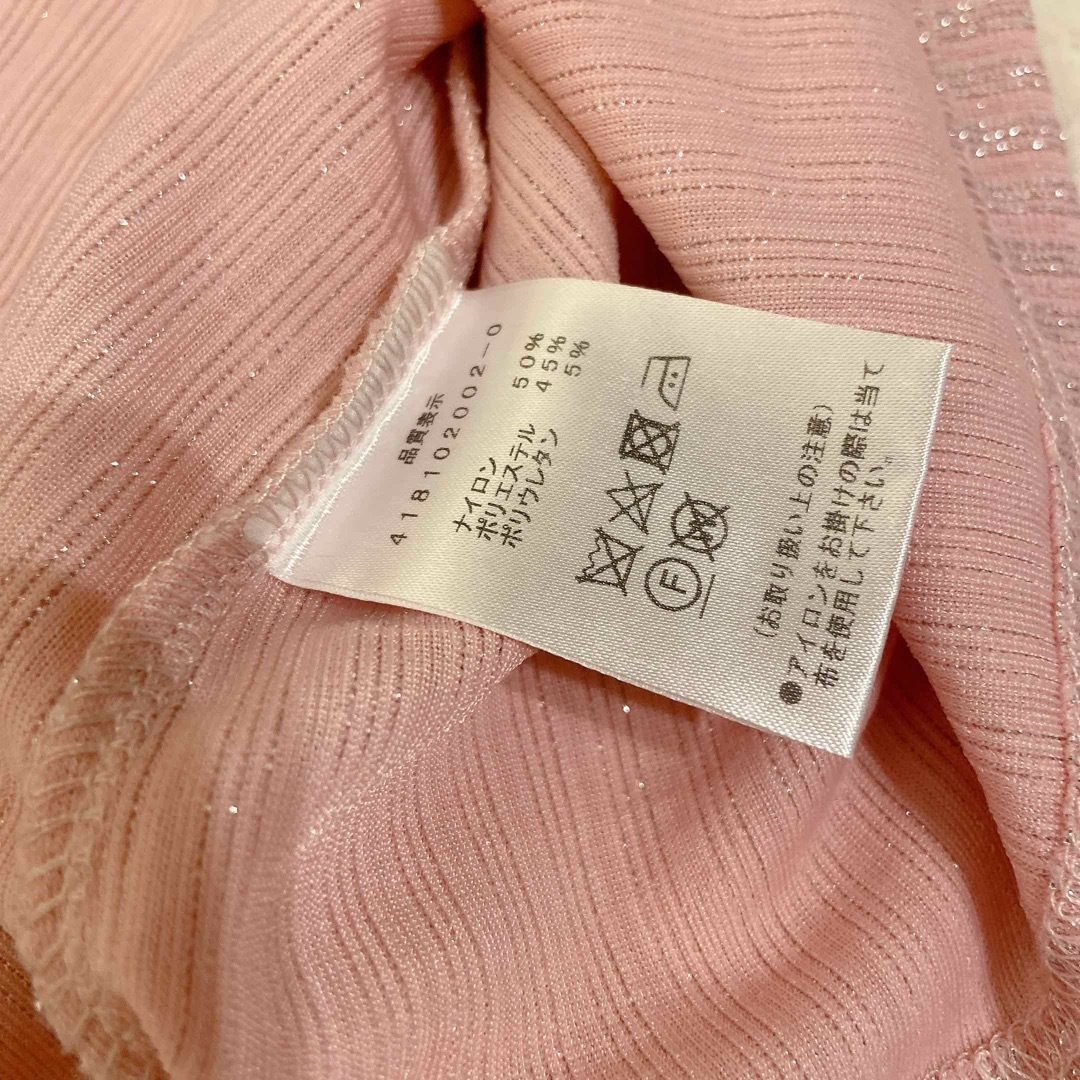 品質表示
418102002-0
ナイロン 50%
ポリエステル 45%
ポリウレタン 5%
F
(お取り扱い上の注意)
●アイロンをお掛けの際は当て
布を使用して下さい。